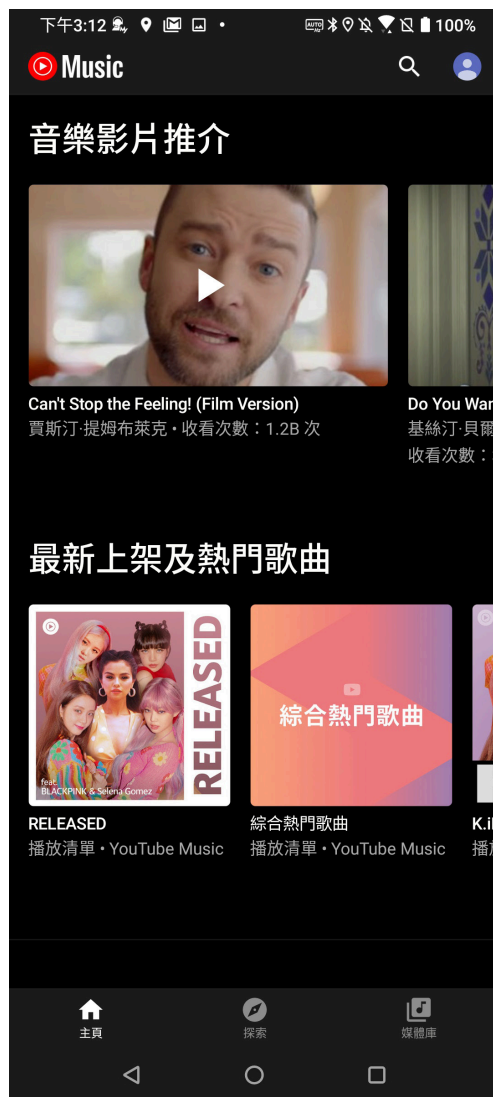 下午3:12
100%
Music
音樂影片推介
Can't Stop the Feeling! (Film Version)
賈斯汀·提姆布萊克 • 收看次數：1.2B 次
Do You Wan
基絲汀·貝爾
收看次數：
最新上架及熱門歌曲
RELEASED
feat.
BLACKPINK & Selena Gomez
綜合熱門歌曲
RELEASED
播放清單 • YouTube Music
綜合熱門歌曲
播放清單 • YouTube Music
K.i
播放
主頁
探索
媒體庫